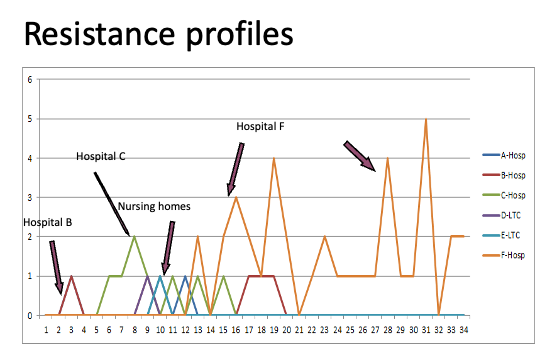 Resistance profiles
6
5
4
3
2
1
0
Hospital F
Hospital C
Nursing homes
Hospital B
A-Hosp
B-Hosp
C-Hosp
D-LTC
E-LTC
F-Hosp
1 2 3 4 5 6 7 8 9 10 11 12 13 14 15 16 17 18 19 20 21 22 23 24 25 26 27 28 29 30 31 32 33 34